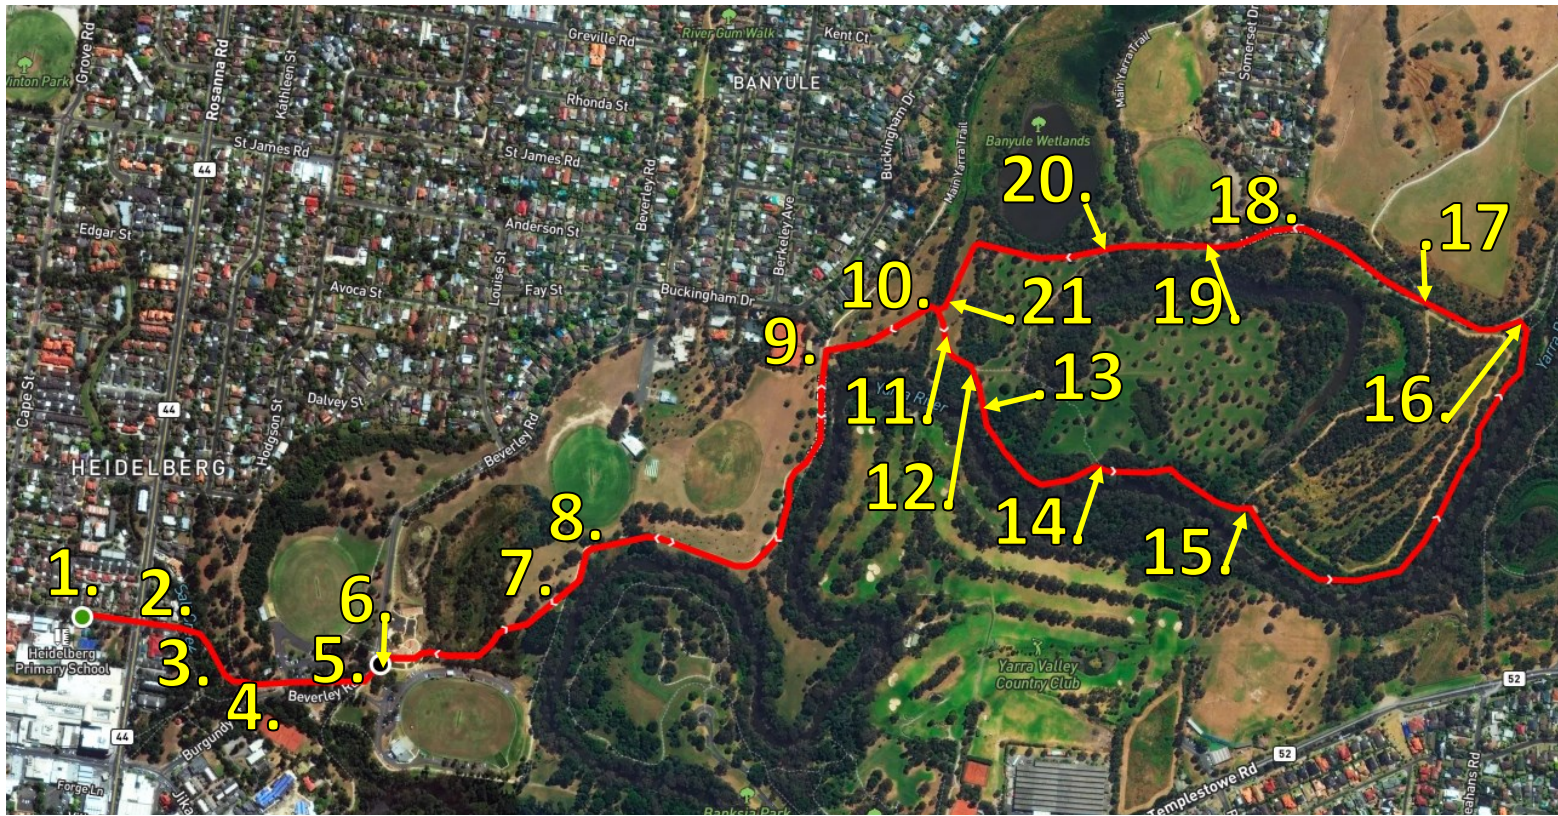 Greville Rd
River Gum Walk
Kent Ct
Somerset Dr
Main Yarra Trail
Grove Rd
Rosanna Rd
Kathleen St
BANYULE
Vinton Park
Rhonda St
Buckingham Dr
St James Rd
St James Rd
Banyule Wetlands
44
Main Yarra Trail
20.
18.
.17
Beverley Rd
Anderson St
Berkeley Ave
Edgar St
Louise St
Avoca St
Fay St
Buckingham Dr
10.
.21
19.
9.
Yarra River
.13
11.
16.
Cape St
44
Dalvey St
Hodgson St
Beverley Rd
HEIDELBERG
12.
8.
14.
15.
7.
1.
2.
6.
3.
5.
4.
Heidelberg
Primary School
Beverley Rd
Yarra Valley
Country Club
52
44
Burgundy
52
Templestowe Rd
Forge Ln
Jika
Banksia Park